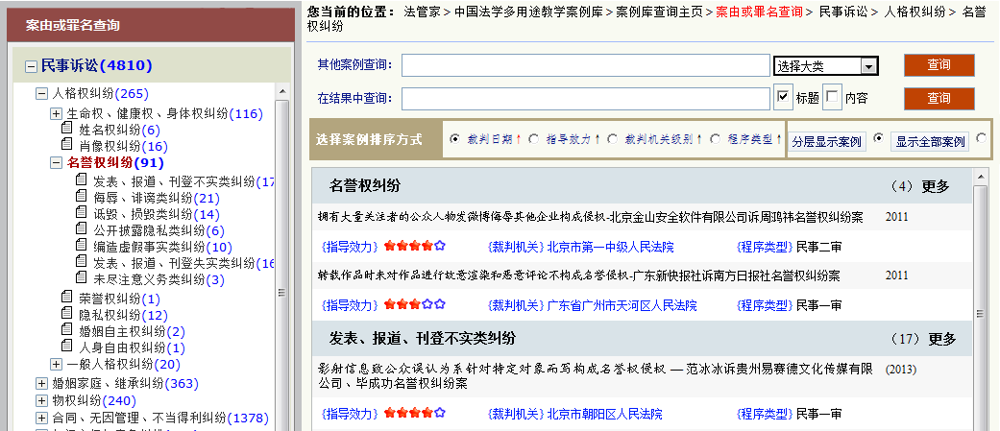 案由或罪名查询
民事诉讼(4810)
人格权纠纷(265)
生命权、健康权、身体权纠纷(116)
姓名权纠纷(6)
肖像权纠纷(16)
名誉权纠纷(91)
发表、报道、刊登不实类纠纷(17
侮辱、诽谤类纠纷(21)
诋毁、损毁类纠纷(14)
公开披露隐私类纠纷(6)
编造虚假事实类纠纷(10)
发表、报道、刊登失实类纠纷(16
未尽注意义务类纠纷(3)
荣誉权纠纷(1)
隐私权纠纷(12)
婚姻自主权纠纷(2)
人身自由权纠纷(1)
一般人格权纠纷(20)
婚姻家庭、继承纠纷(363)
物权纠纷(240)
合同、无因管理、不当得利纠纷(1378)
您当前的位置： 法管家> 中国法学多用途教学案例库> 案例库查询主页> 案由或罪名查询> 民事诉讼> 人格权纠纷> 名誉
权纠纷
其他案例查询： 选择大类 查询
在结果中查询： 标题 内容 查询
选择案例排序方式 裁判日期↑ 指导效力↑ 裁判机关级别↑ 程序类型↑ 分层显示案例 显示全部案例
名誉权纠纷 （4）更多
拥有大量关注者的公众人物发微博侮辱其他企业构成侵权-北京金山安全软件有限公司诉周鸿祎名誉权纠纷案 2011
{指导效力} {裁判机关} 北京市第一中级人民法院 {程序类型} 民事二审
转载作品时未对作品进行故意渲染和恶意评论不构成名誉侵权-广东新快报社诉南方日报社名誉权纠纷案 2011
{指导效力} {裁判机关} 广东省广州市天河区人民法院 {程序类型} 民事一审
发表、报道、刊登不实类纠纷 （17）更多
影射信息致公众误认为系针对特定对象而写构成名誉权侵权 — 范冰冰诉贵州易赛德文化传媒有限 (2013)
公司、毕成功名誉权纠纷案
{指导效力} {裁判机关} 北京市朝阳区人民法院 {程序类型} 民事一审